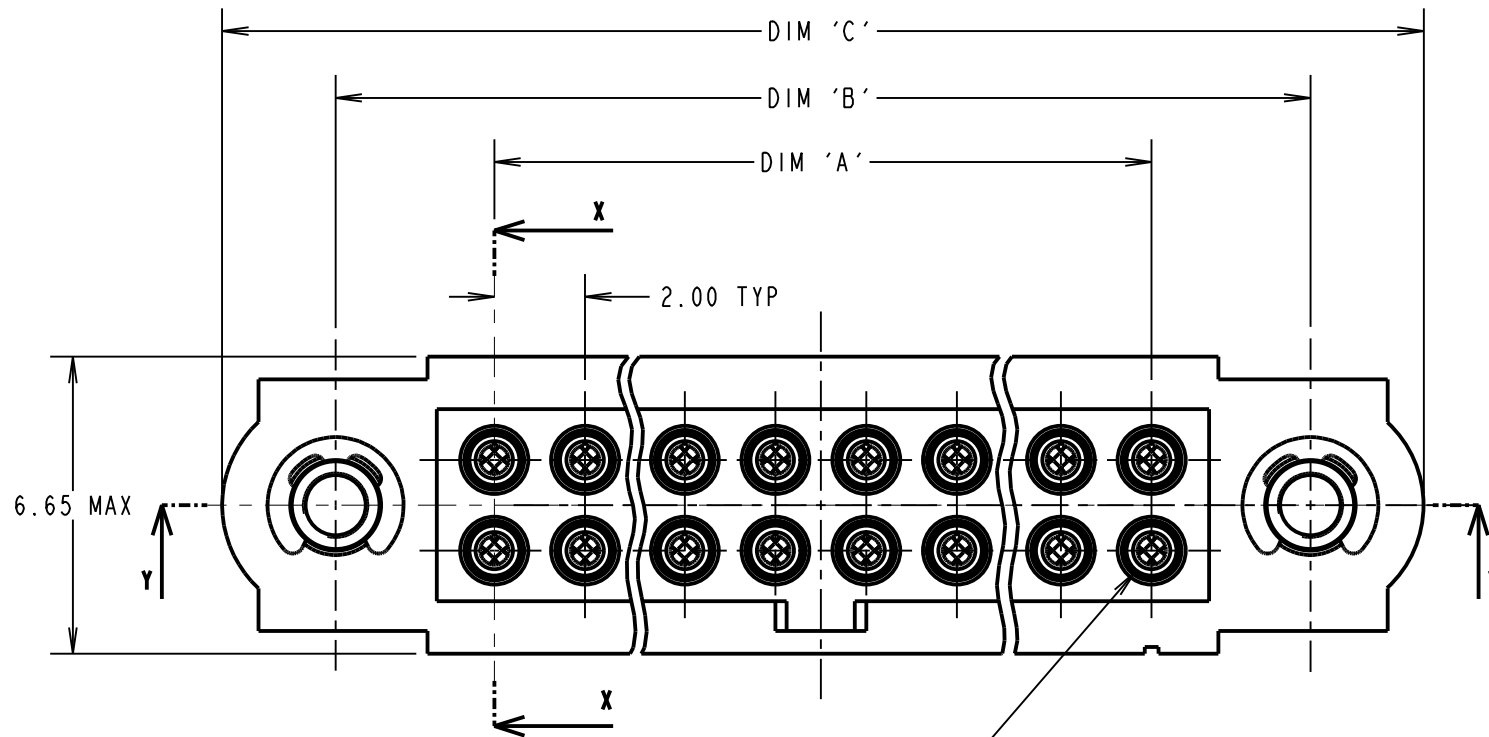 DIM 'C'
DIM 'B'
DIM 'A'
X
2.00 TYP
6.65 MAX
Y
X